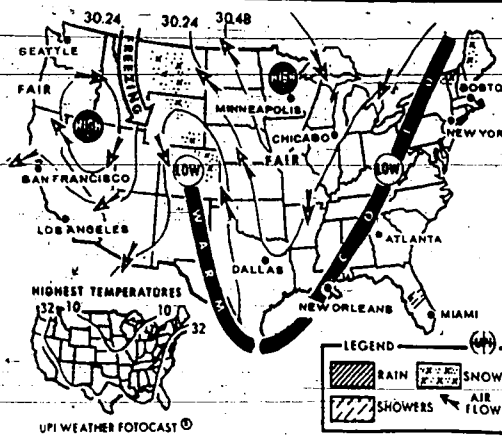 30.24 30.24 30.48
SEATTLE
FREEZING
FAIR
HIGH
MINNEAPOLIS
BOSTO
NEW YORK
HIGH
CHICAGO
FAIR
LOW
LOW
SAN FRANCISCO
COLD
WARM
LOS ANGELES
ATLANTA
DALLAS
HIGHEST TEMPERATURES
NEW ORLEANS
32 10 10 32
MIAMI
LEGEND
UPI
RAIN SNOW
SHOWERS AIR FLOW
UPI WEATHER FOTOCAST ®